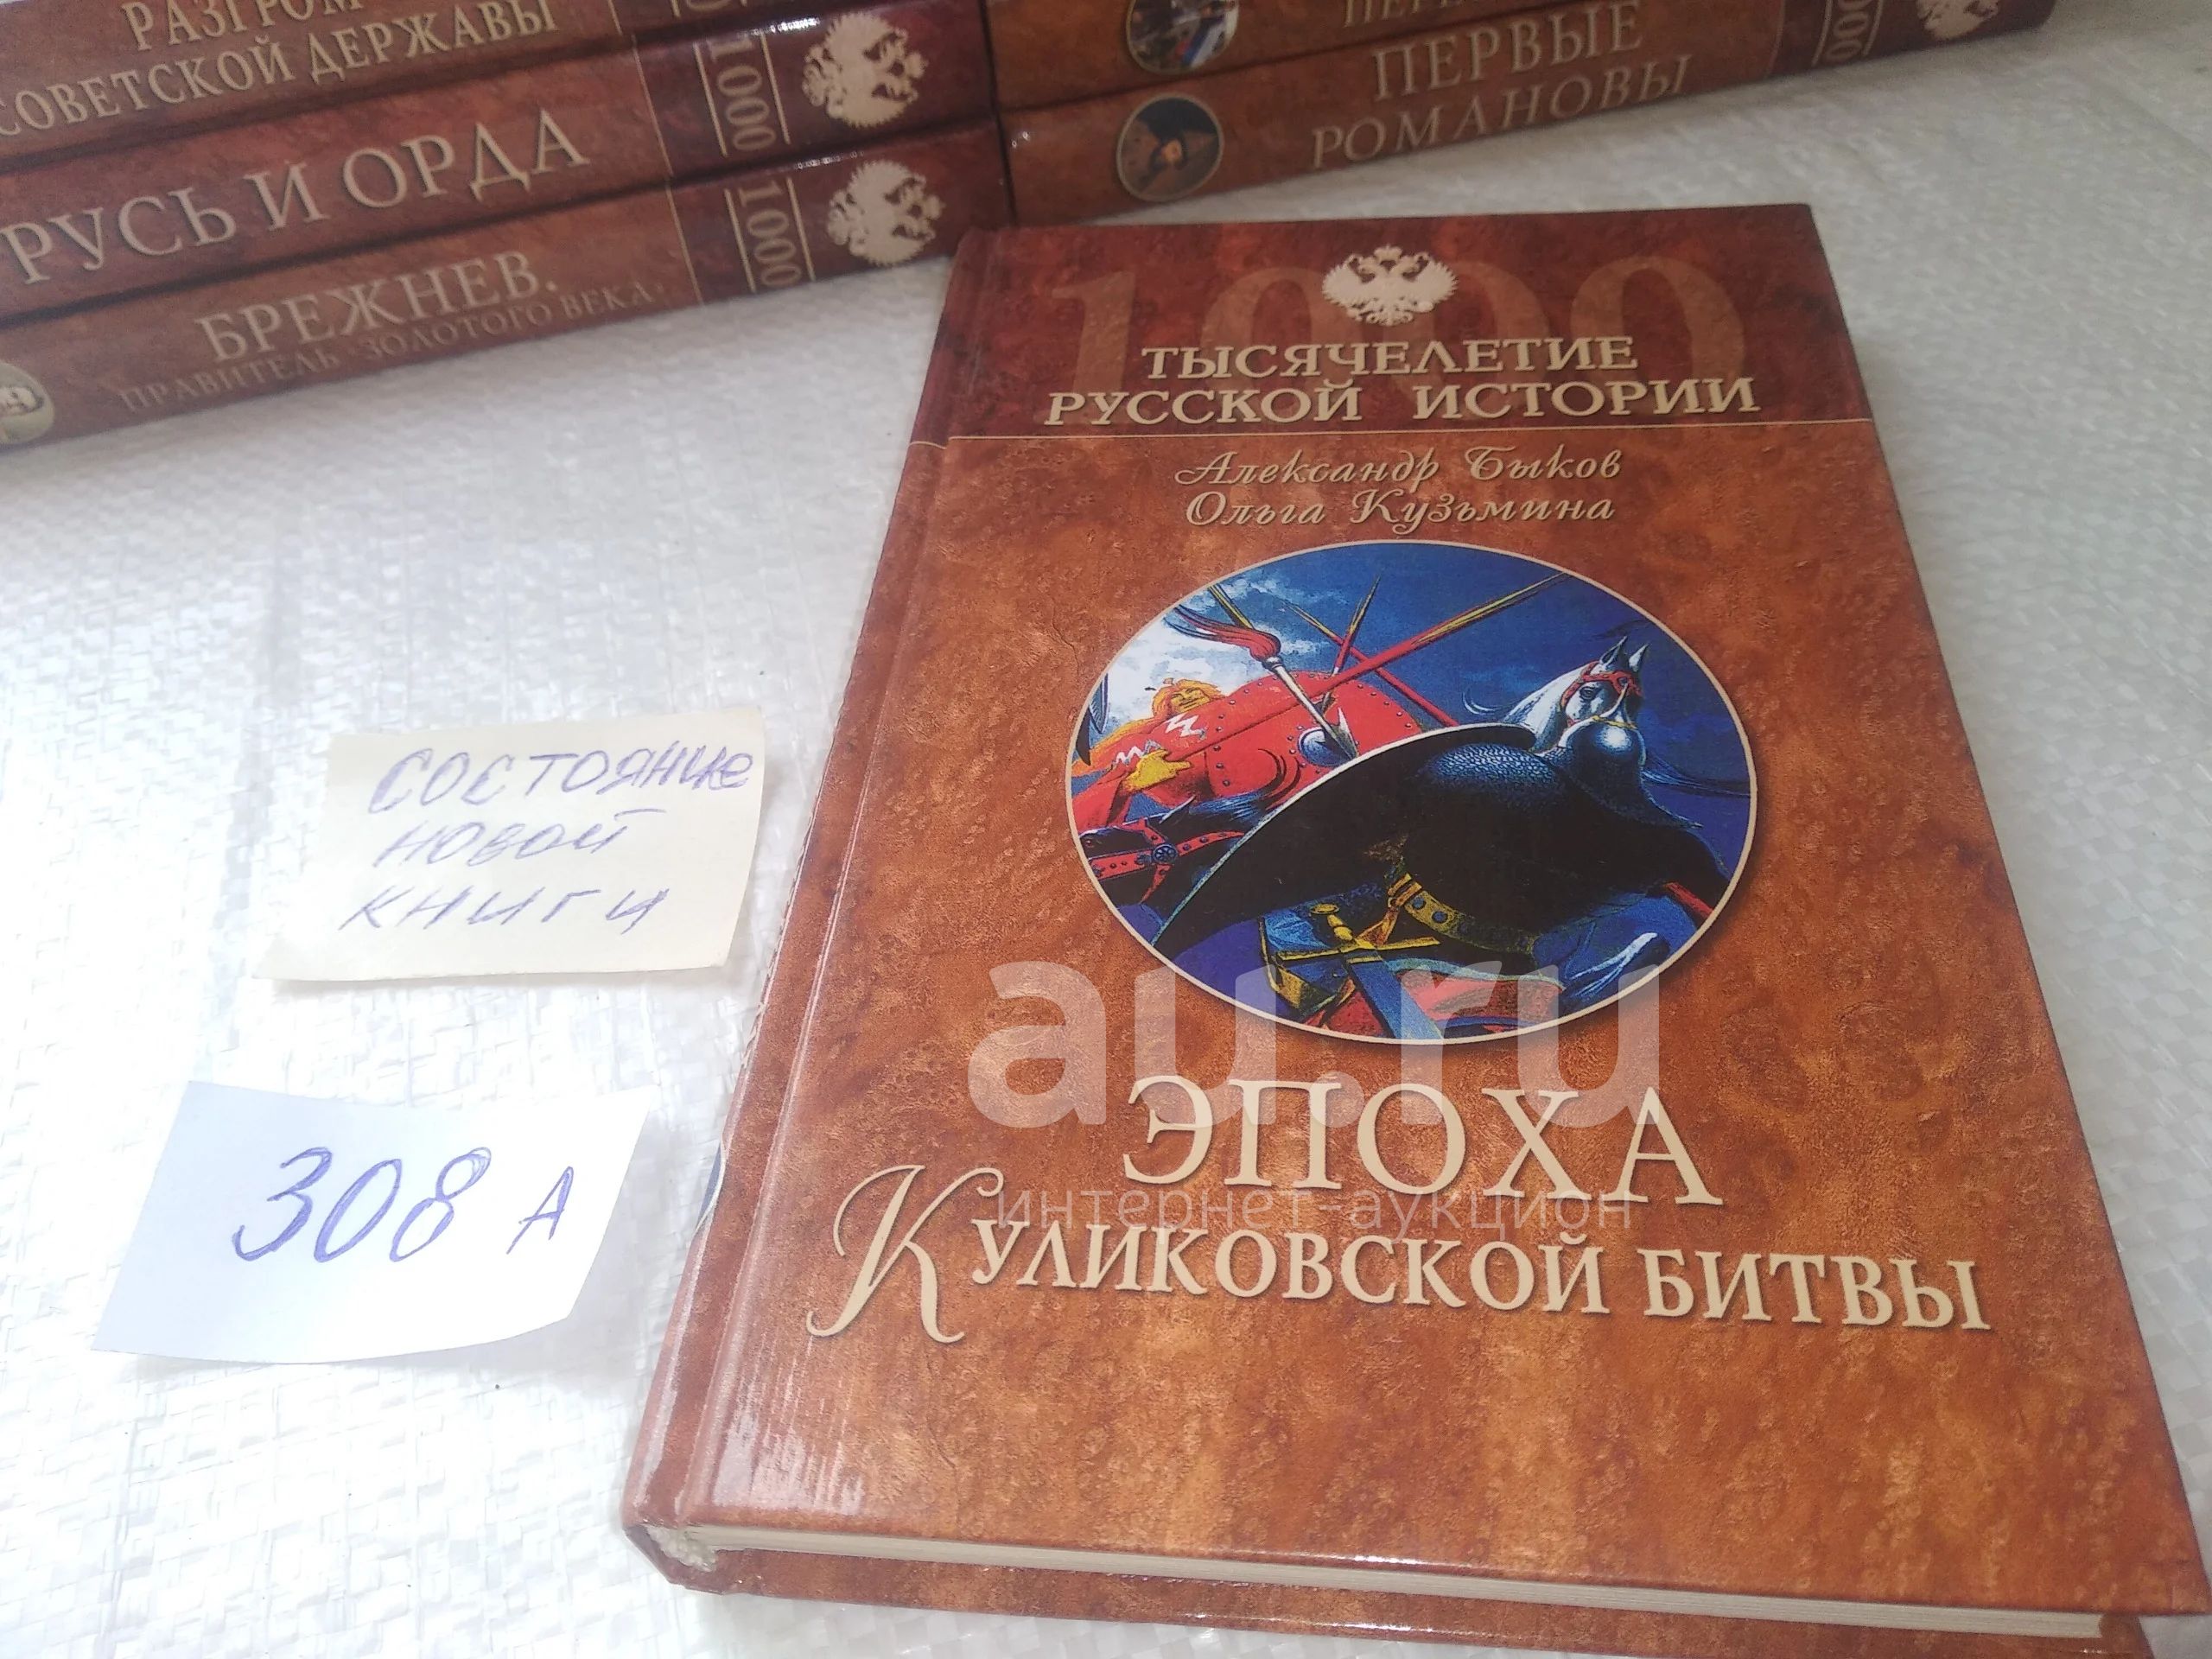 РАЗГРОМ
СОВЕТСКОЙ ДЕРЖАВЫ
РУСЬ И ОРДА
1000
БРЕЖНЕВ.
ПРАВИТЕЛЬ "ЗОЛОТОГО ВЕКА"
1000
ПЕРВЫЕ
РОМАНОВЫ
1000
ТЫСЯЧЕЛЕТИЕ
РУССКОЙ ИСТОРИИ
Александр Быков
Ольга Кузьмина
ЭПОХА
КУЛИКОВСКОЙ БИТВЫ
СОСТОЯНИе
НОВОЙ
КНИГИ
308 А
au.ru
интернет-аукцион